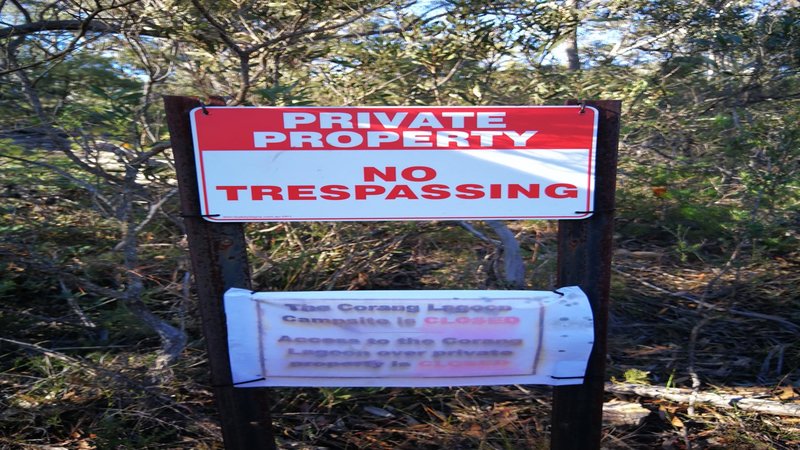 PRIVATE
PROPERTY
NO
TRESPASSING
The Corang Lagoon
Campsite is CLOSED
Access to the Corang
Lagoon over private
property is CLOSED